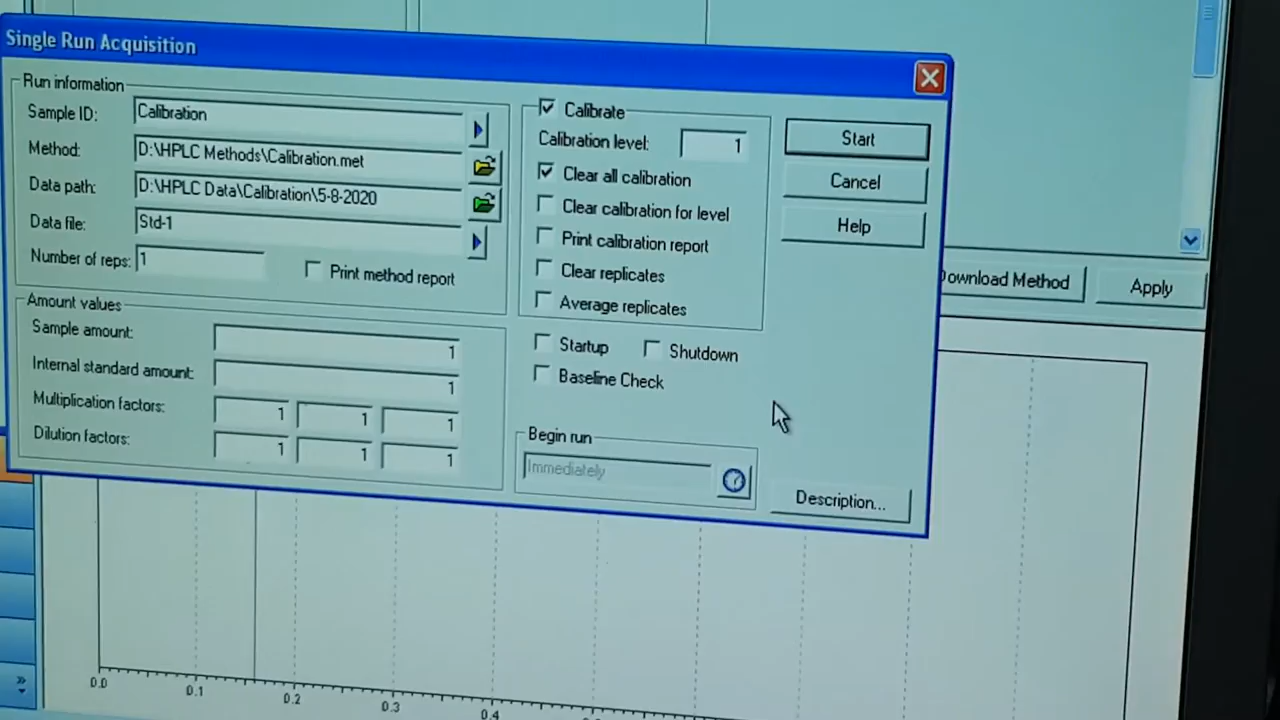 Single Run Acquisition
Run information
Sample ID: Calibration
Method: D:\HPLC Methods\Calibration.met
Data path: D:\HPLC Data\Calibration\5-8-2020
Data file: Std-1
Number of reps: 1
Print method report
Amount values
Sample amount: 1
Internal standard amount: 1
Multiplication factors: 1 1 1
Dilution factors: 1 1 1
Calibrate
Calibration level: 1
Clear all calibration
Clear calibration for level
Print calibration report
Clear replicates
Average replicates
Startup Shutdown
Baseline Check
Begin run
Immediately
Start
Cancel
Help
Description...
Download Method Apply
0.0 0.1 0.2 0.3 0.4